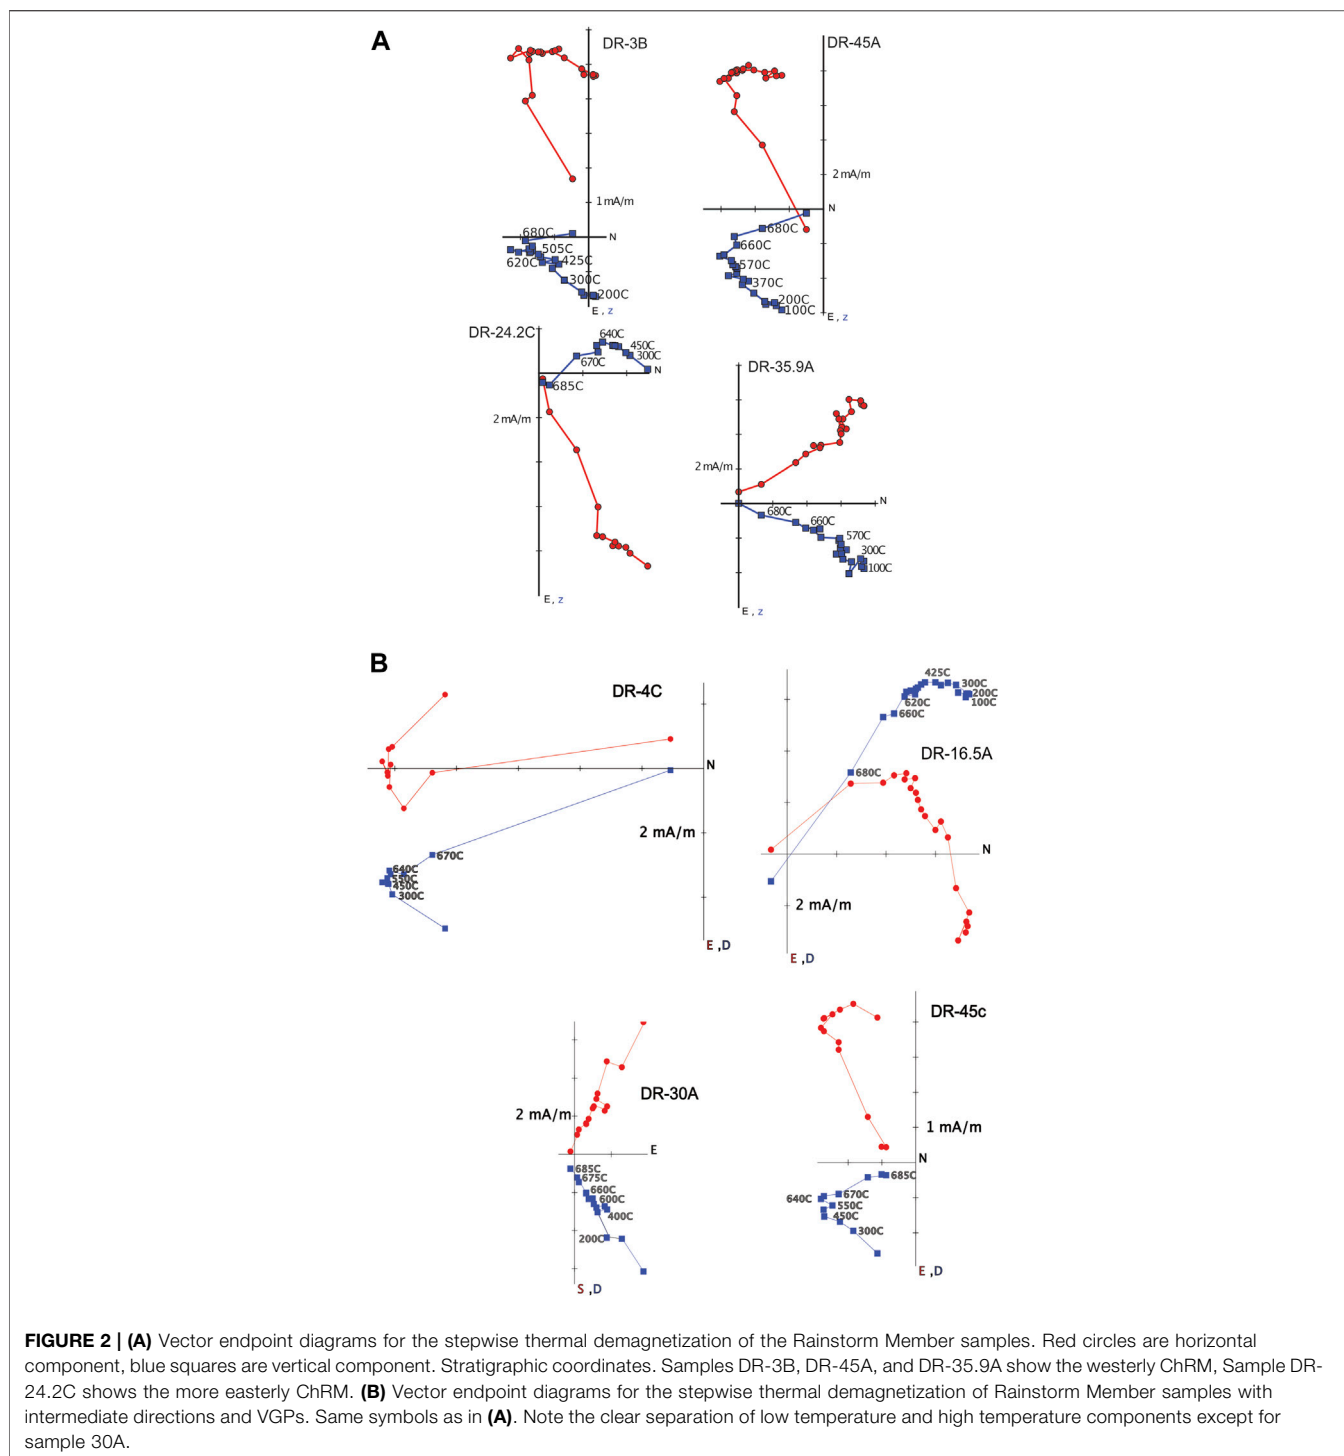 A
DR-3B
1 mA/m
N
680C
505C
620C
425C
300C
200C
E, z
DR-45A
2 mA/m
N
680C
660C
570C
370C
200C
100C
E, z
DR-24.2C
640C
450C
300C
670C
N
685C
2 mA/m
E, z
DR-35.9A
2 mA/m
N
680C
660C
570C
300C
100C
E, z
B
DR-4C
N
2 mA/m
670C
640C
550C
450C
300C
E ,D
425C
300C
200C
100C
620C
660C
DR-16.5A
680C
N
2 mA/m
E ,D
DR-30A
2 mA/m
E
685C
675C
660C
600C
400C
200C
S ,D
DR-45c
1 mA/m
N
685C
670C
640C
550C
450C
300C
E ,D
FIGURE 2 | (A) Vector endpoint diagrams for the stepwise thermal demagnetization of the Rainstorm Member samples. Red circles are horizontal
component, blue squares are vertical component. Stratigraphic coordinates. Samples DR-3B, DR-45A, and DR-35.9A show the westerly ChRM, Sample DR-
24.2C shows the more easterly ChRM. (B) Vector endpoint diagrams for the stepwise thermal demagnetization of Rainstorm Member samples with
intermediate directions and VGPs. Same symbols as in (A). Note the clear separation of low temperature and high temperature components except for
sample 30A.